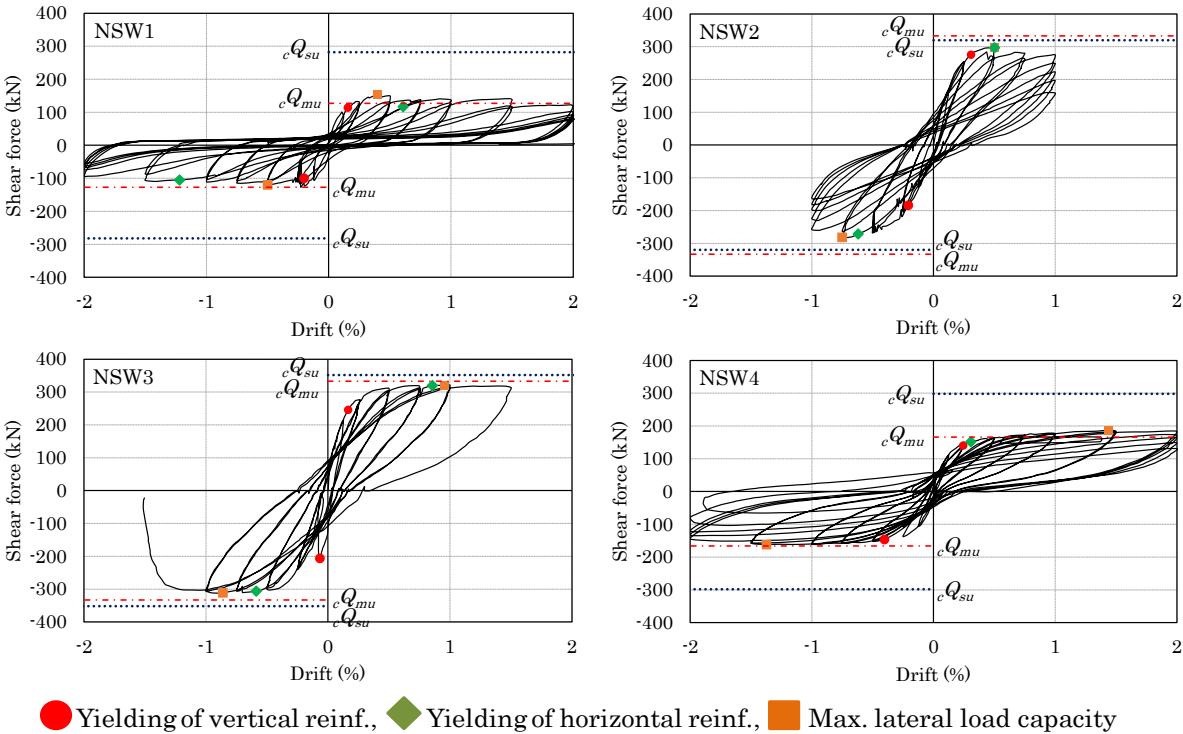 NSW1
400
300
200
100
0
-100
-200
-300
-400
Shear force (kN)
cQsu
cQmu
cQmu
cQsu
-2
-1
0
1
2
Drift (%)
NSW2
400
300
200
100
0
-100
-200
-300
-400
Shear force (kN)
cQmu
cQsu
cQsu
cQmu
-2
-1
0
1
2
Drift (%)
NSW3
400
300
200
100
0
-100
-200
-300
-400
Shear force (kN)
cQsu
cQmu
cQmu
cQsu
-2
-1
0
1
2
Drift (%)
NSW4
400
300
200
100
0
-100
-200
-300
-400
Shear force (kN)
cQsu
cQmu
cQmu
cQsu
-2
-1
0
1
2
Drift (%)
Yielding of vertical reinf., Yielding of horizontal reinf., Max. lateral load capacity